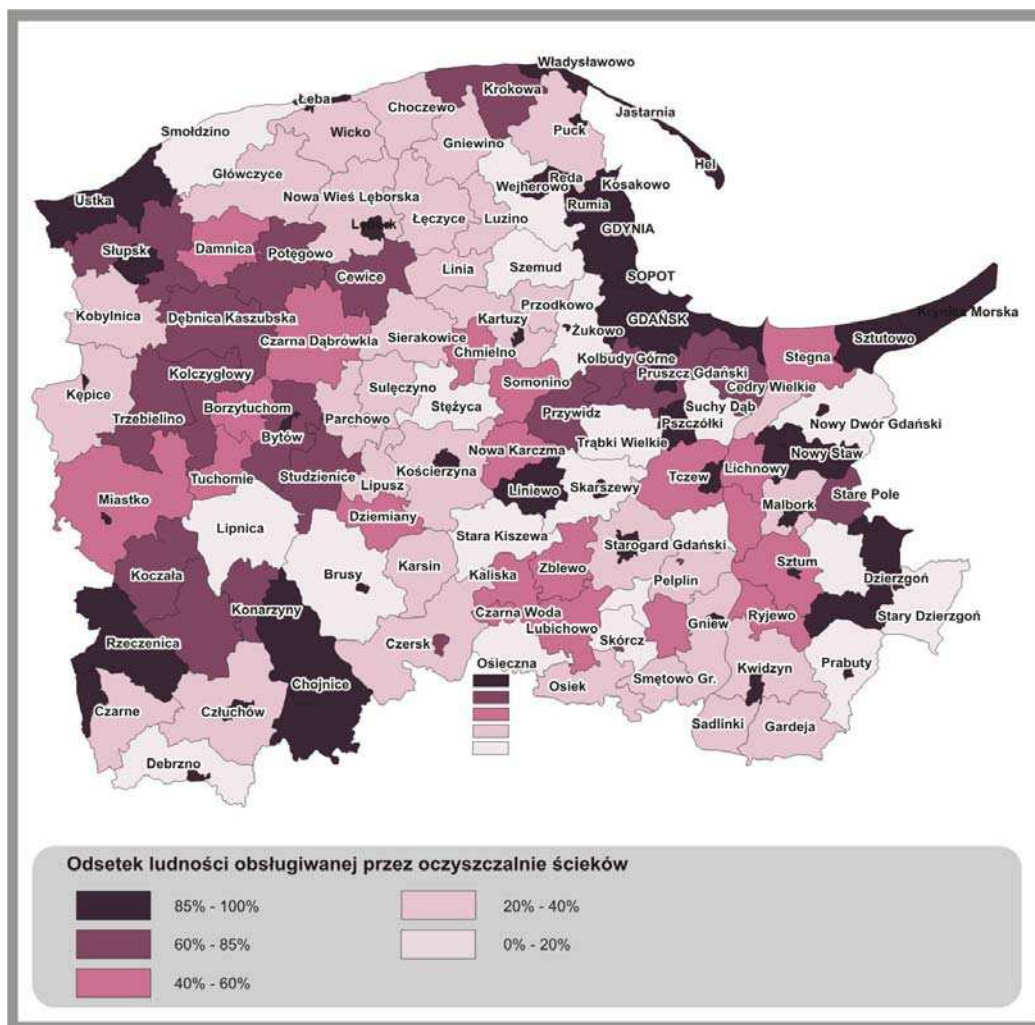 Władysławowo
Łeba
Krokowa
Choczewo
Jastarnia
Smołdzino
Wicko
Puck
Gniewino
Hel
Główczyce
Reda
Wejherowo
Kosakowo
Ustka
Nowa Wieś Lęborska
Rumia
Łęczyce
Luzino
Lębork
GDYNIA
Słupsk
Damnica
Potęgowo
Linia
Szemud
Cewice
SOPOT
Przodkowo
Kobylnica
Dębnica Kaszubska
Kartuzy
GDAŃSK
Krynica Morska
Czarna Dąbrówkla
Sierakowice
Żukowo
Sztutowo
Chmielno
Kolbudy Górne
Stegna
Kolczygłowy
Pruszcz Gdański
Kępice
Sulęczyno
Somonino
Cedry Wielkie
Borzytuchom
Stężyca
Suchy Dąb
Trzebielino
Parchowo
Przywidz
Pszczółki
Nowy Dwór Gdański
Bytów
Trąbki Wielkie
Nowa Karczma
Nowy Staw
Kościerzyna
Lichnowy
Studzienice
Tczew
Tuchomie
Lipusz
Liniewo
Skarszewy
Stare Pole
Miastko
Malbork
Dziemiany
Lipnica
Stara Kiszewa
Starogard Gdański
Zblewo
Sztum
Koczała
Brusy
Karsin
Kaliska
Pelplin
Dzierzgoń
Konarzyny
Czarna Woda
Stary Dzierzgoń
Gniew
Ryjewo
Rzeczenica
Czersk
Lubichowo
Skórcz
Osieczna
Kwidzyn
Prabuty
Chojnice
Osiek
Smętowo Gr.
Czarne
Człuchów
Sadlinki
Gardeja
Debrzno
Odsetek ludności obsługiwanej przez oczyszczalnie ścieków
85% - 100%
60% - 85%
40% - 60%
20% - 40%
0% - 20%